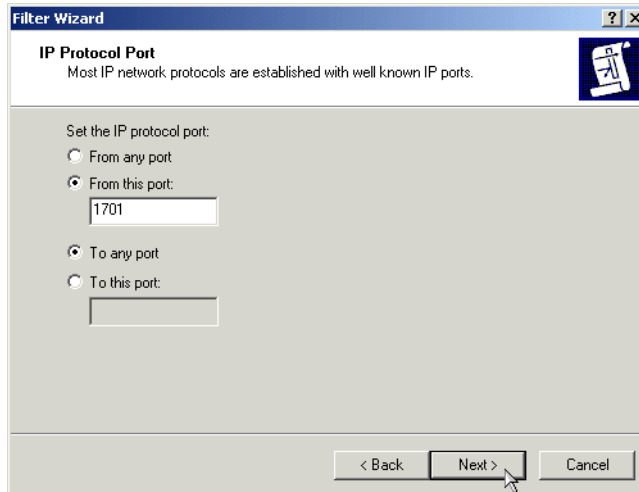 Filter Wizard
IP Protocol Port
Most IP network protocols are established with well known IP ports.
Set the IP protocol port:
From any port
From this port:
1701
To any port
To this port:
< Back
Next >
Cancel